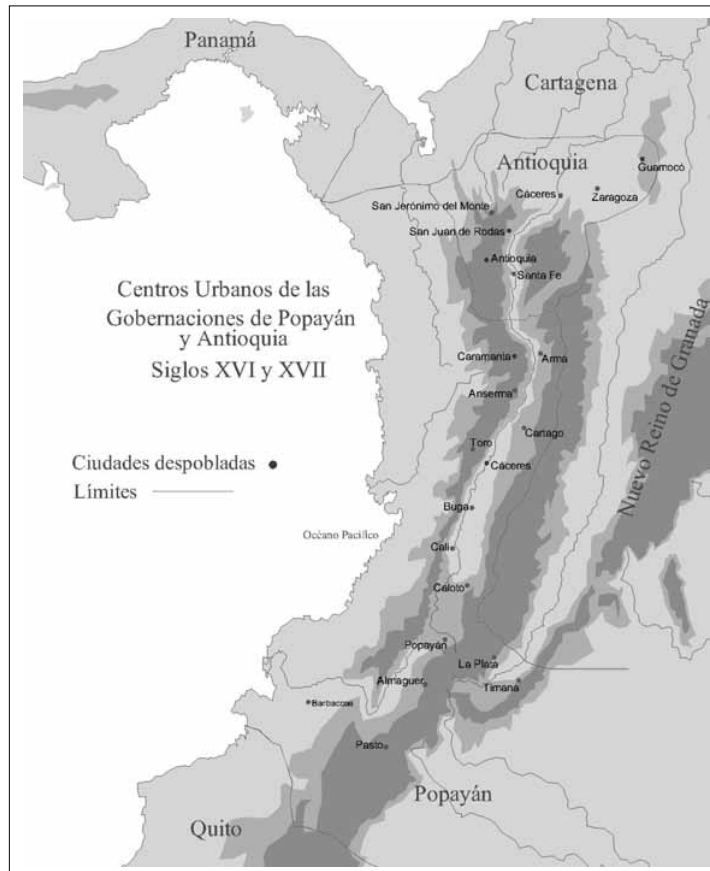 Panamá
Cartagena
Antioquia
Guamocó
Cáceres
Zaragoza
San Jerónimo del Monte
San Juan de Rodas
Antioquia
Santa Fe
Centros Urbanos de las
Gobernaciones de Popayán
y Antioquia
Siglos XVI y XVII
Nuevo Reino de Granada
Caramanta
Arma
Anserma
Cartago
Toro
Cáceres
Ciudades despobladas
Límites
Buga
Océano Pacífico
Cali
Caloto
Popayán
La Plata
Almaguer
Timaná
Barbacoas
Pasto
Popayán
Quito